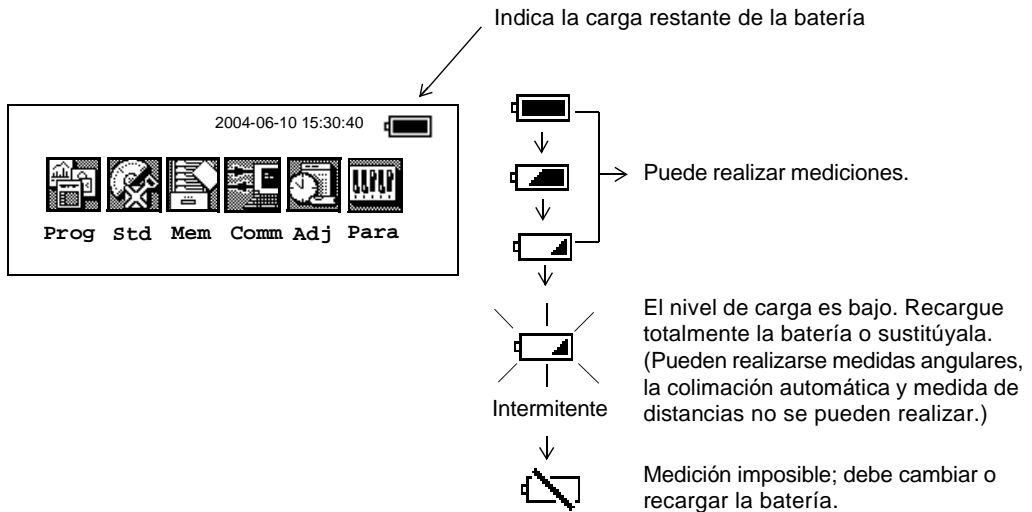 Indica la carga restante de la batería
2004-06-10 15:30:40
Prog Std Mem Comm Adj Para
Puede realizar mediciones.
El nivel de carga es bajo. Recargue
totalmente la batería o sustitúyala.
(Pueden realizarse medidas angulares,
la colimación automática y medida de
distancias no se pueden realizar.)
Intermitente
Medición imposible; debe cambiar o
recargar la batería.